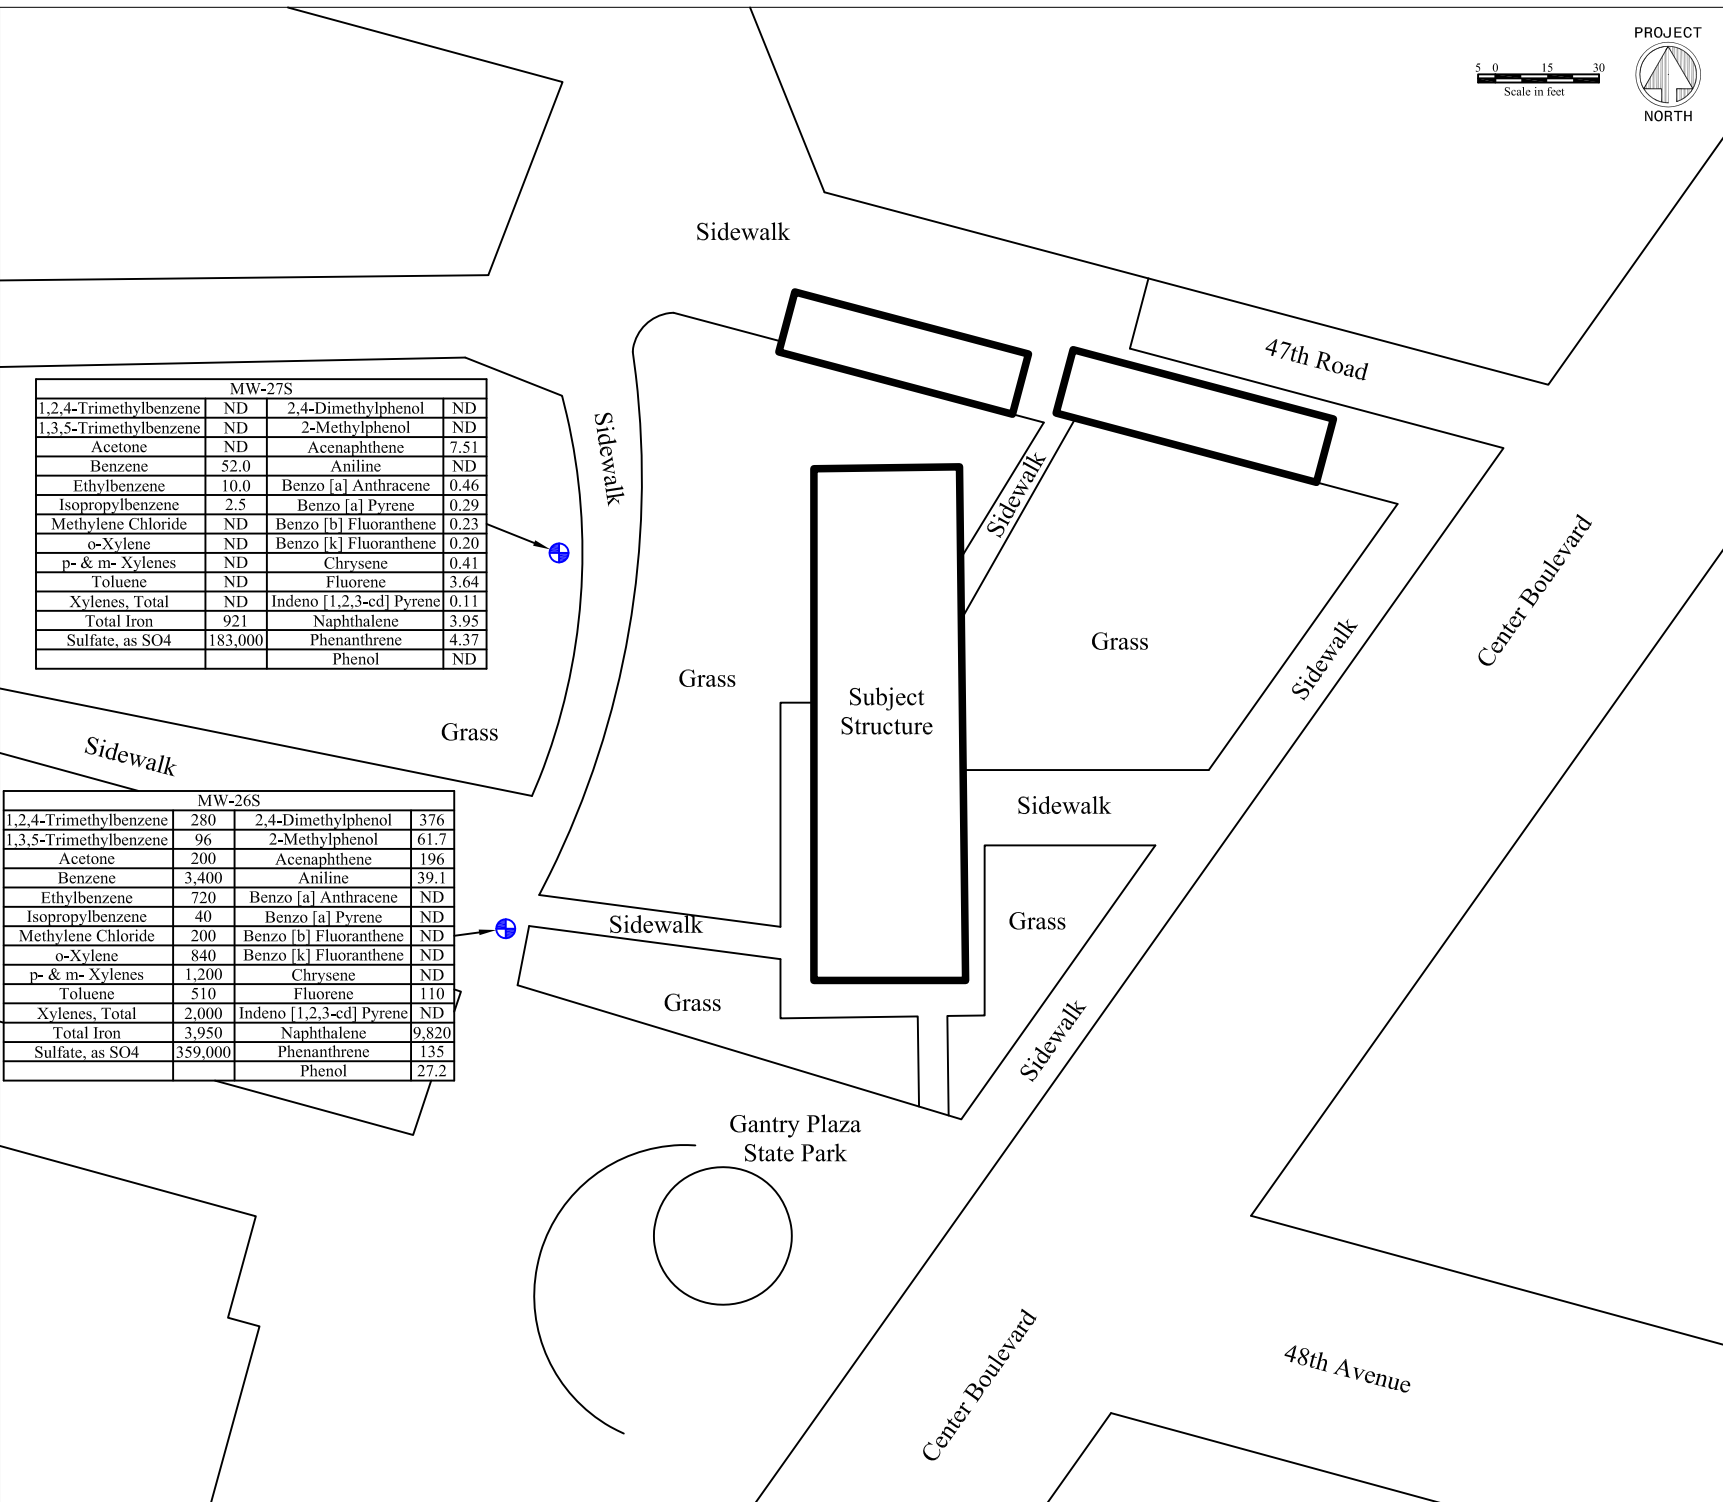 PROJECT
NORTH
5 0 15 30
Scale in feet
Sidewalk
47th Road
MW-27S
1,2,4-Trimethylbenzene ND 2,4-Dimethylphenol ND
1,3,5-Trimethylbenzene ND 2-Methylphenol ND
Acetone ND Acenaphthene 7.51
Benzene 52.0 Aniline ND
Ethylbenzene 10.0 Benzo [a] Anthracene 0.46
Isopropylbenzene 2.5 Benzo [a] Pyrene 0.29
Methylene Chloride ND Benzo [b] Fluoranthene 0.23
o-Xylene ND Benzo [k] Fluoranthene 0.20
p- & m- Xylenes ND Chrysene 0.41
Toluene ND Fluorene 3.64
Xylenes, Total ND Indeno [1,2,3-cd] Pyrene 0.11
Total Iron 921 Naphthalene 3.95
Sulfate, as SO4 183,000 Phenanthrene 4.37
Phenol ND
Sidewalk
Sidewalk
Center Boulevard
Grass
Sidewalk
Grass
Subject
Structure
Grass
Sidewalk
Sidewalk
MW-26S
1,2,4-Trimethylbenzene 280 2,4-Dimethylphenol 376
1,3,5-Trimethylbenzene 96 2-Methylphenol 61.7
Acetone 200 Acenaphthene 196
Benzene 3,400 Aniline 39.1
Ethylbenzene 720 Benzo [a] Anthracene ND
Isopropylbenzene 40 Benzo [a] Pyrene ND
Methylene Chloride 200 Benzo [b] Fluoranthene ND
o-Xylene 840 Benzo [k] Fluoranthene ND
p- & m- Xylenes 1,200 Chrysene ND
Toluene 510 Fluorene 110
Xylenes, Total 2,000 Indeno [1,2,3-cd] Pyrene ND
Total Iron 3,950 Naphthalene 9,820
Sulfate, as SO4 359,000 Phenanthrene 135
Phenol 27.2
Sidewalk
Grass
Grass
Sidewalk
Gantry Plaza
State Park
Center Boulevard
48th Avenue